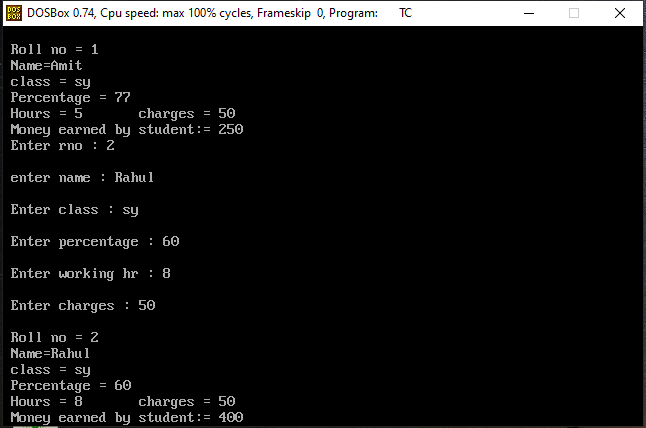 DOS BOX DOSBox 0.74, Cpu speed: max 100% cycles, Frameskip 0, Program: TC
Roll no = 1
Name=Amit
class = sy
Percentage = 77
Hours = 5 charges = 50
Money earned by student:= 250
Enter rno : 2
enter name : Rahul
Enter class : sy
Enter percentage : 60
Enter working hr : 8
Enter charges : 50
Roll no = 2
Name=Rahul
class = sy
Percentage = 60
Hours = 8 charges = 50
Money earned by student:= 400